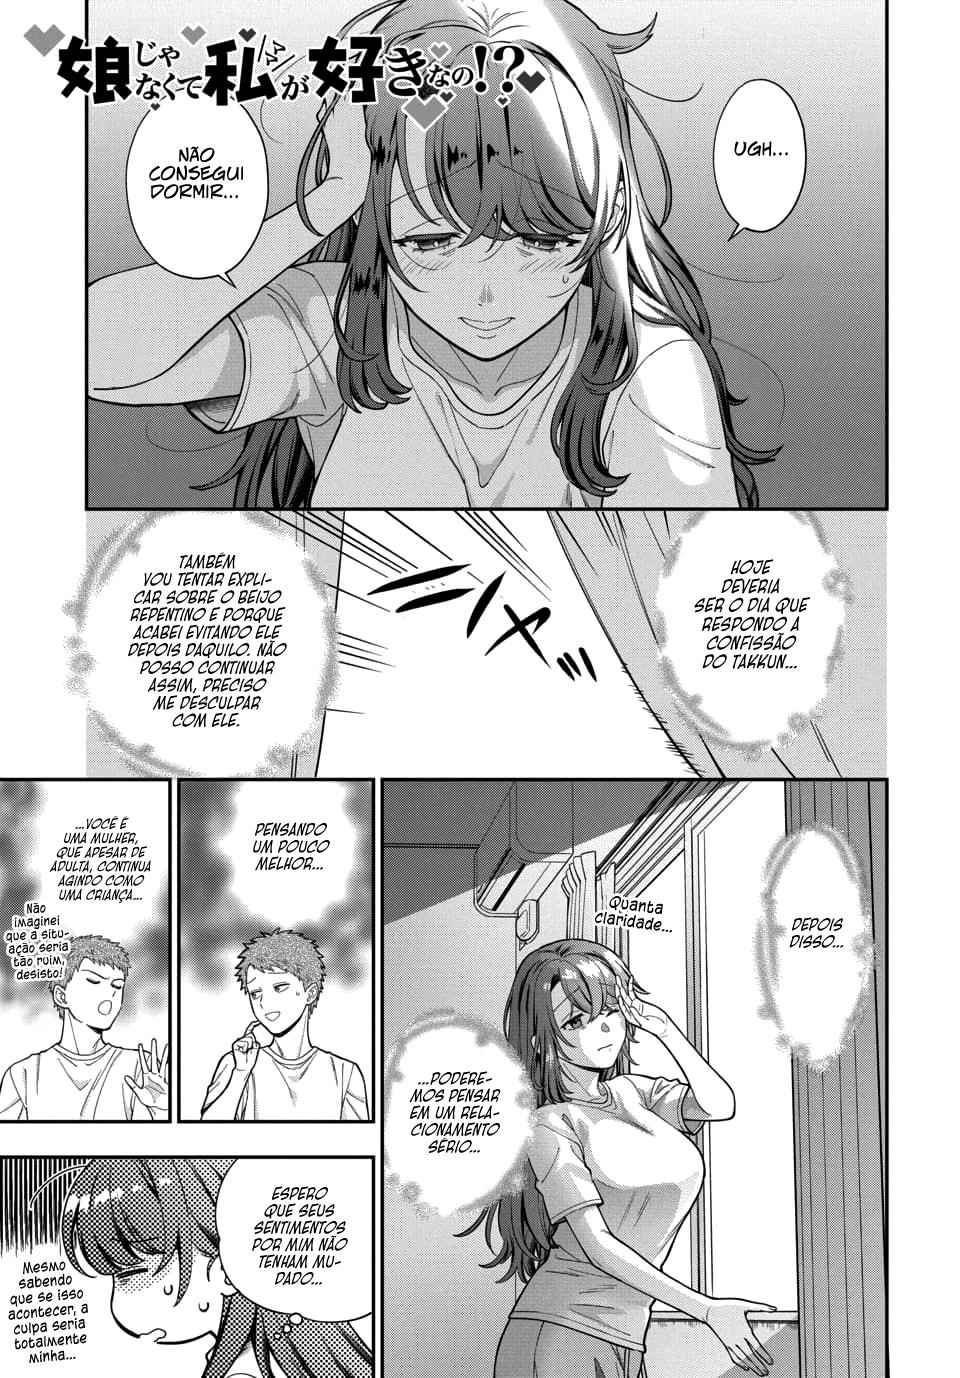 娘じゃなくて私が好きなの!?
ママ
UGH...
NÃO
CONSEGUI
DORMIR...
HOJE
DEVERIA
SER O DIA QUE
RESPONDO A
CONFISSÃO
DO TAKKUN...
シャッ
TAMBÉM
VOU TENTAR EXPLI-
CAR SOBRE O BEIJO
REPENTINO E PORQUE
ACABEI EVITANDO ELE
DEPOIS DAQUILO. NÃO
POSSO CONTINUAR
ASSIM, PRECISO
ME DESCULPAR
COM ELE.
DEPOIS
DISSO...
Quanta
claridade...
...PODERE-
MOS PENSAR
EM UM RELA-
CIONAMENTO
SÉRIO...
PENSANDO
UM POUCO
MELHOR...
...VOCÊ É
UMA MULHER,
QUE APESAR DE
ADULTA, CONTINUA
AGINDO COMO
UMA CRIANÇA...
Não
imaginei
que a situ-
ação seria
tão ruim,
desisto!
ESPERO
QUE SEUS
SENTIMENTOS
POR MIM NÃO
TENHAM MU-
DADO...
Mesmo
sabendo
que se isso
acontecer, a
culpa seria
totalmente
minha...